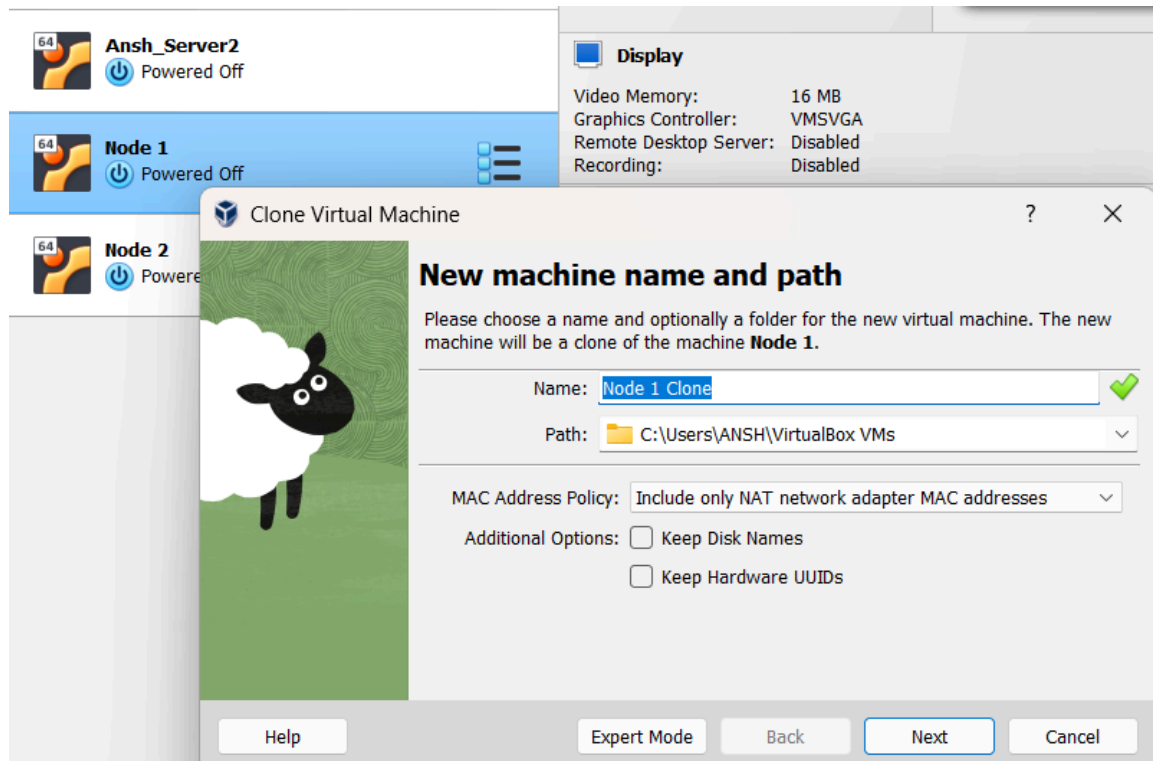 64
Ansh_Server2
Powered Off
64
Node 1
Powered Off
64
Node 2
Display
Video Memory: 16 MB
Graphics Controller: VMSVGA
Remote Desktop Server: Disabled
Recording: Disabled
Clone Virtual Machine ?
New machine name and path
Please choose a name and optionally a folder for the new virtual machine. The new
machine will be a clone of the machine Node 1.
Name: Node 1 Clone
Path: C:\Users\ANSH\VirtualBox VMs
MAC Address Policy: Include only NAT network adapter MAC addresses
Additional Options: Keep Disk Names
Keep Hardware UUIDs
Help Expert Mode Back Next Cancel